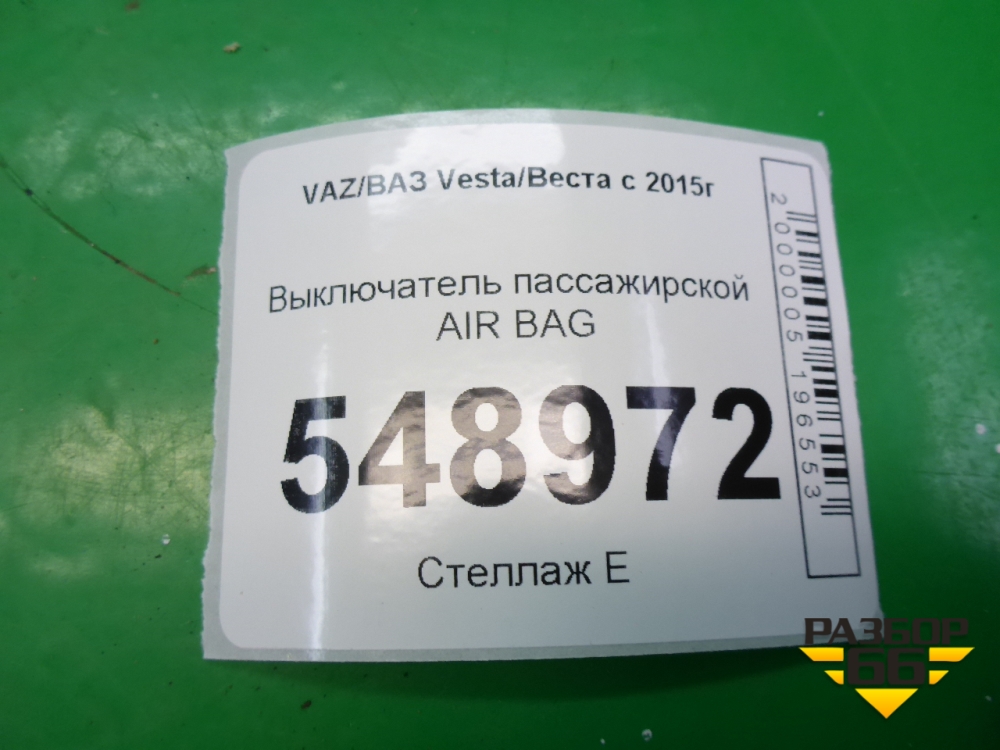 VAZ/ВАЗ Vesta/Веста с 2015г
Выключатель пассажирской
AIR BAG
548972
Стеллаж Е
2000005196553
РАЗБОР
66